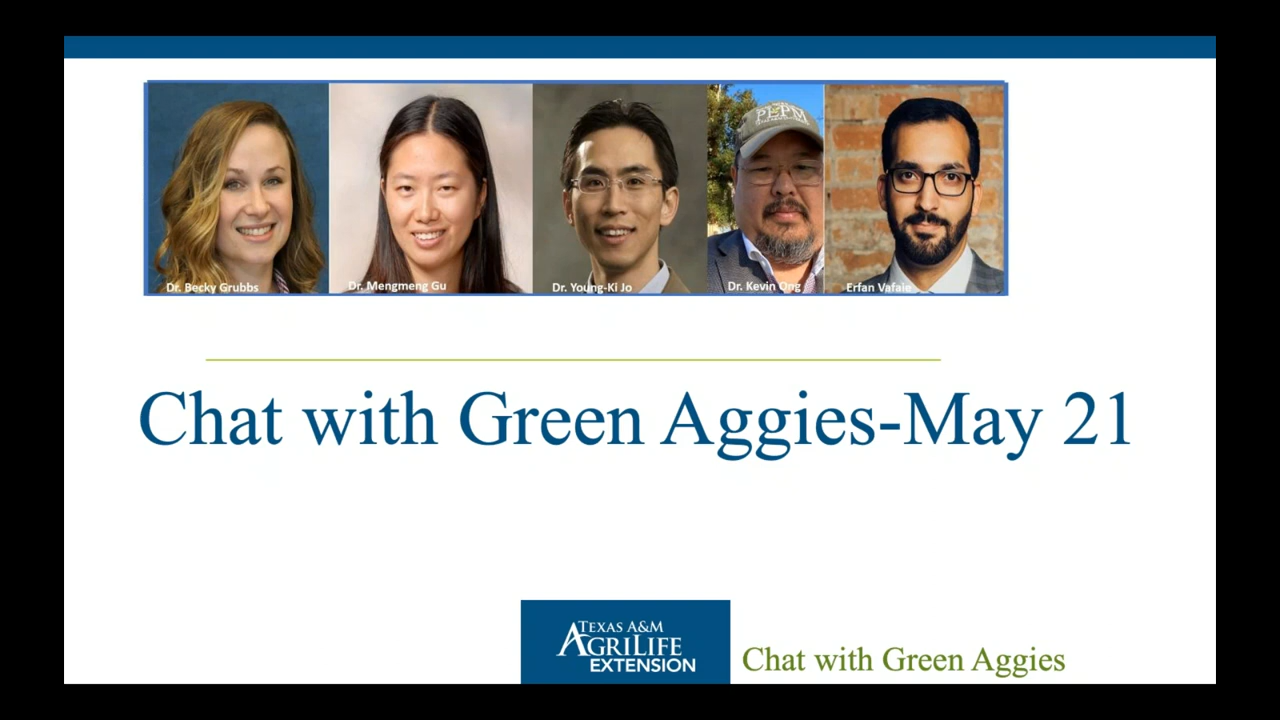 PEPM
Dr. Becky Grubbs
Dr. Mengmeng Gu
Dr. Young-Ki Jo
Dr. Kevin Ong
Erfan Vafaie
Chat with Green Aggies-May 21
TEXAS A&M
AGRILIFE
EXTENSION
Chat with Green Aggies